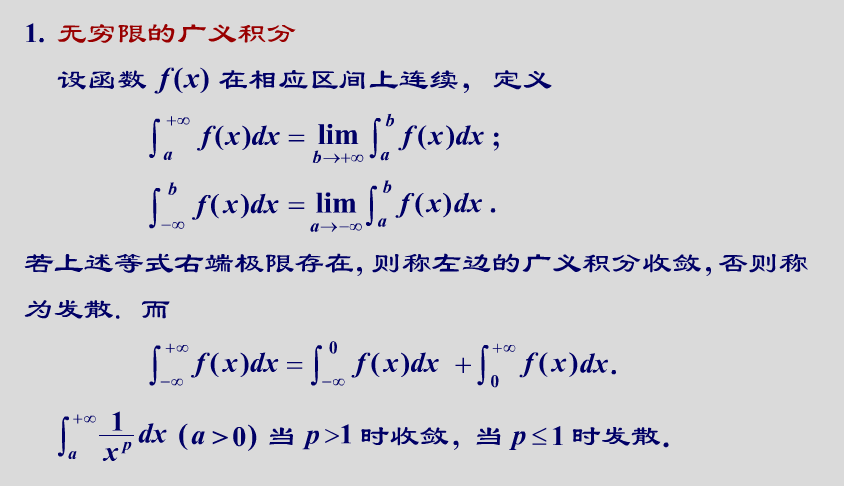 1. 无穷限的广义积分
设函数 f(x) 在相应区间上连续, 定义
∫_a^{+∞} f(x)dx = lim_{b→+∞} ∫_a^b f(x)dx ;
∫_{-∞}^b f(x)dx = lim_{a→-∞} ∫_a^b f(x)dx .
若上述等式右端极限存在, 则称左边的广义积分收敛, 否则称
为发散. 而
∫_{-∞}^{+∞} f(x)dx = ∫_{-∞}^0 f(x)dx + ∫_0^{+∞} f(x)dx.
∫_a^{+∞} 1/x^p dx (a > 0) 当 p >1 时收敛, 当 p ≤ 1 时发散.